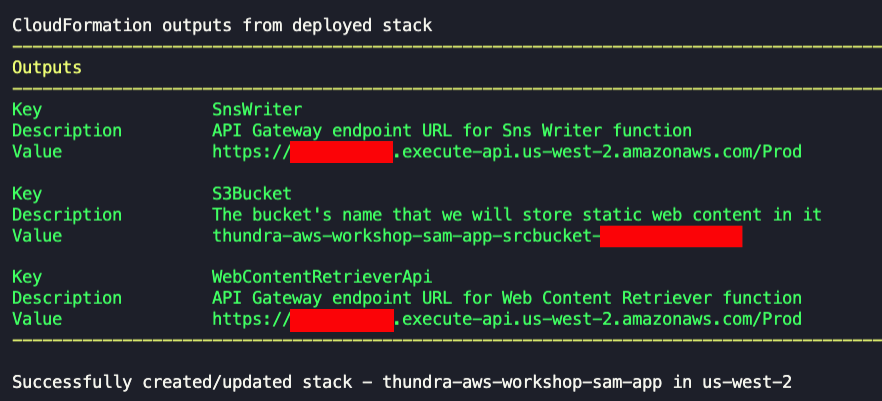 CloudFormation outputs from deployed stack
Outputs
Key SnsWriter
Description API Gateway endpoint URL for Sns Writer function
Value https://.execute-api.us-west-2.amazonaws.com/Prod
Key S3Bucket
Description The bucket's name that we will store static web content in it
Value thundra-aws-workshop-sam-app-srcbucket-
Key WebContentRetrieverApi
Description API Gateway endpoint URL for Web Content Retriever function
Value https://.execute-api.us-west-2.amazonaws.com/Prod
Successfully created/updated stack - thundra-aws-workshop-sam-app in us-west-2